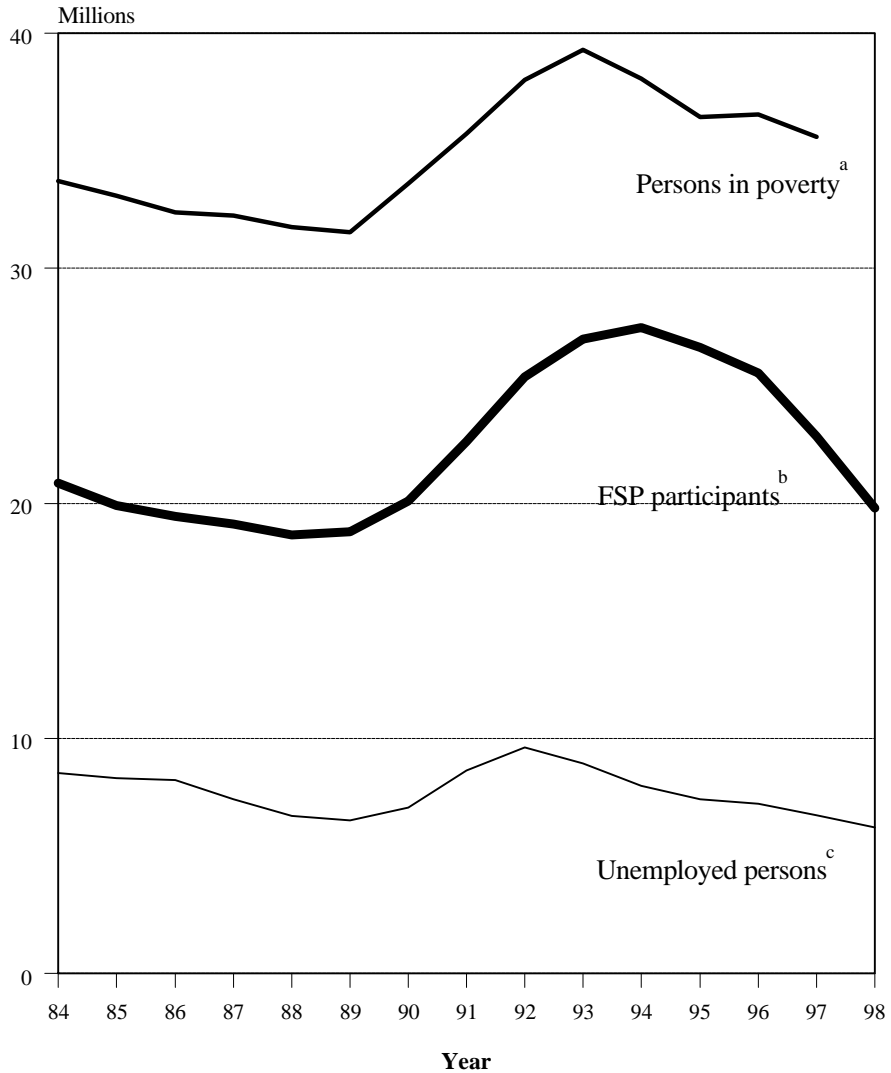 Millions
40
Persons in poverty a
30
FSP participants b
20
10
Unemployed persons c
0
84 85 86 87 88 89 90 91 92 93 94 95 96 97 98
Year